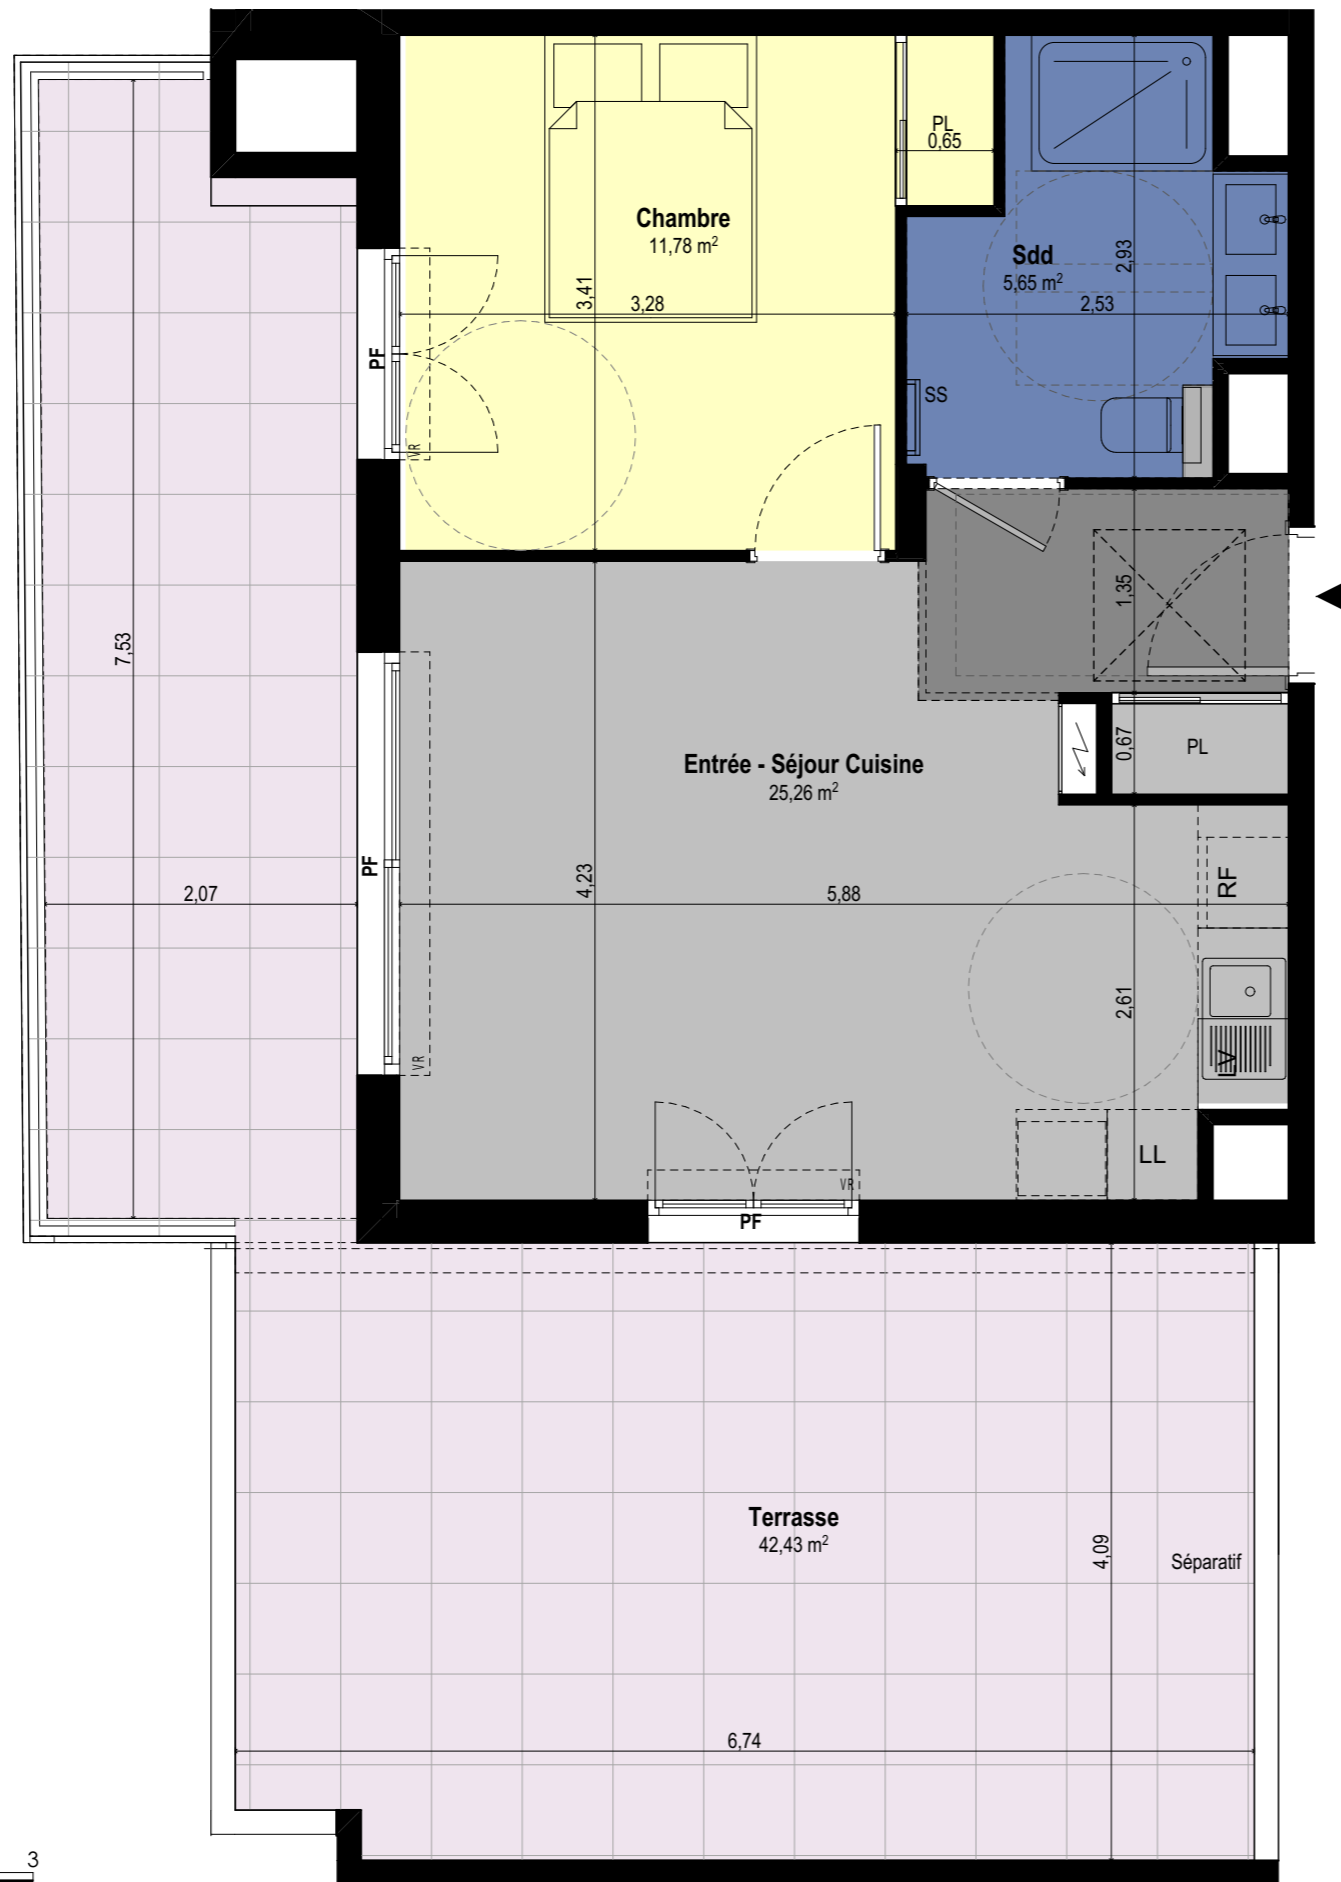 PL
0,65
Chambre
11,78 m²
3,41
3,28
Sdd
5,65 m²
2,93
2,53
PF
VR
SS
7,53
1,35
0,67
PL
Entrée - Séjour Cuisine
25,26 m²
PF
2,07
4,23
5,88
RF
2,61
VR
LV
LL
VR
PF
Terrasse
42,43 m²
4,09
Séparatif
6,74
3